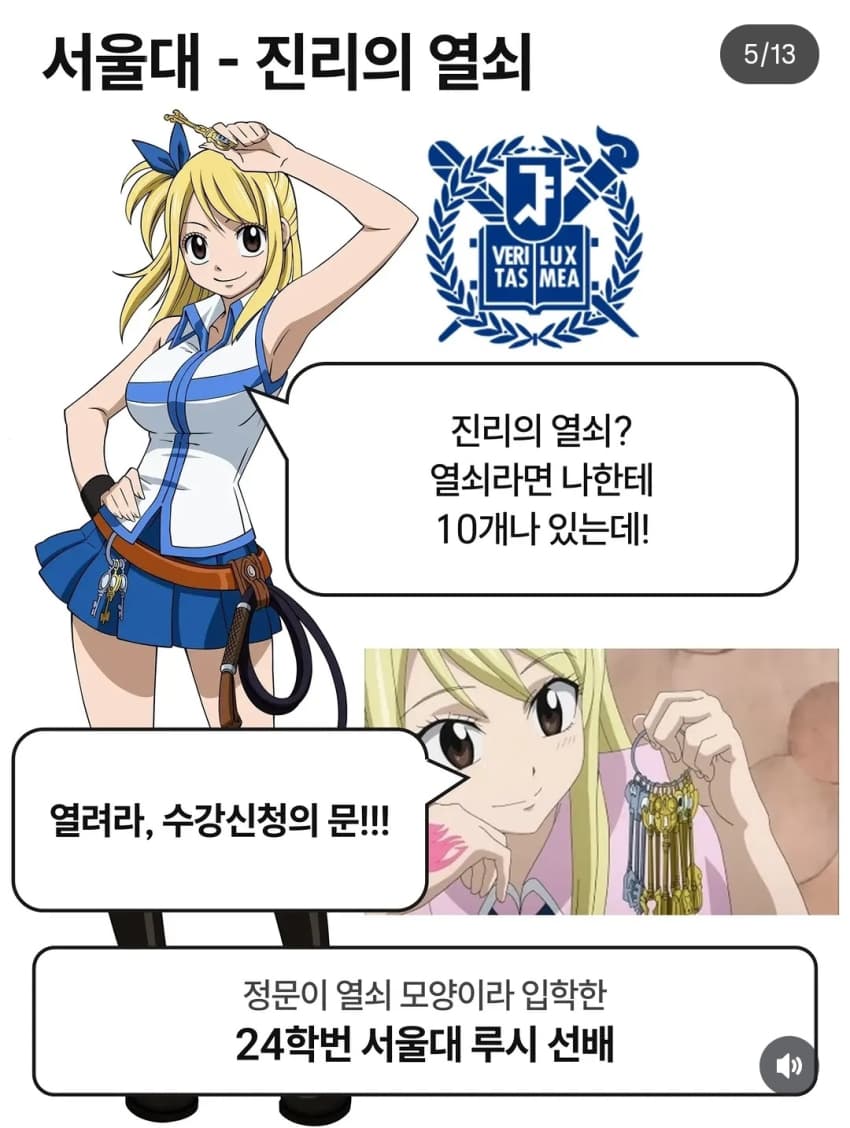 서울대 - 진리의 열쇠
5/13
VERI LUX
TAS MEA
진리의 열쇠?
열쇠라면 나한테
10개나 있는데!
열려라, 수강신청의 문!!!
정문이 열쇠 모양이라 입학한
24학번 서울대 루시 선배